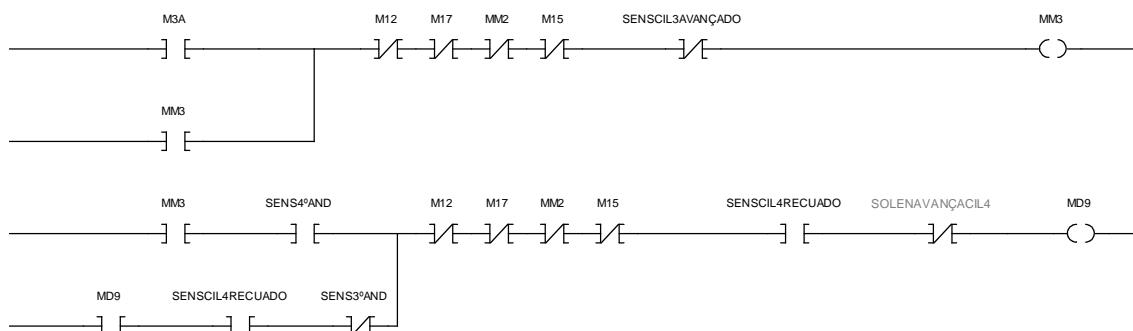 M3A M12 M17 MM2 M15 SENSCIL3AVANÇADO MM3
MM3
MM3 SENS4ºAND M12 M17 MM2 M15 SENSCIL4RECUADO SOLENAVANÇACIL4 MD9
MD9 SENSCIL4RECUADO SENS3ºAND